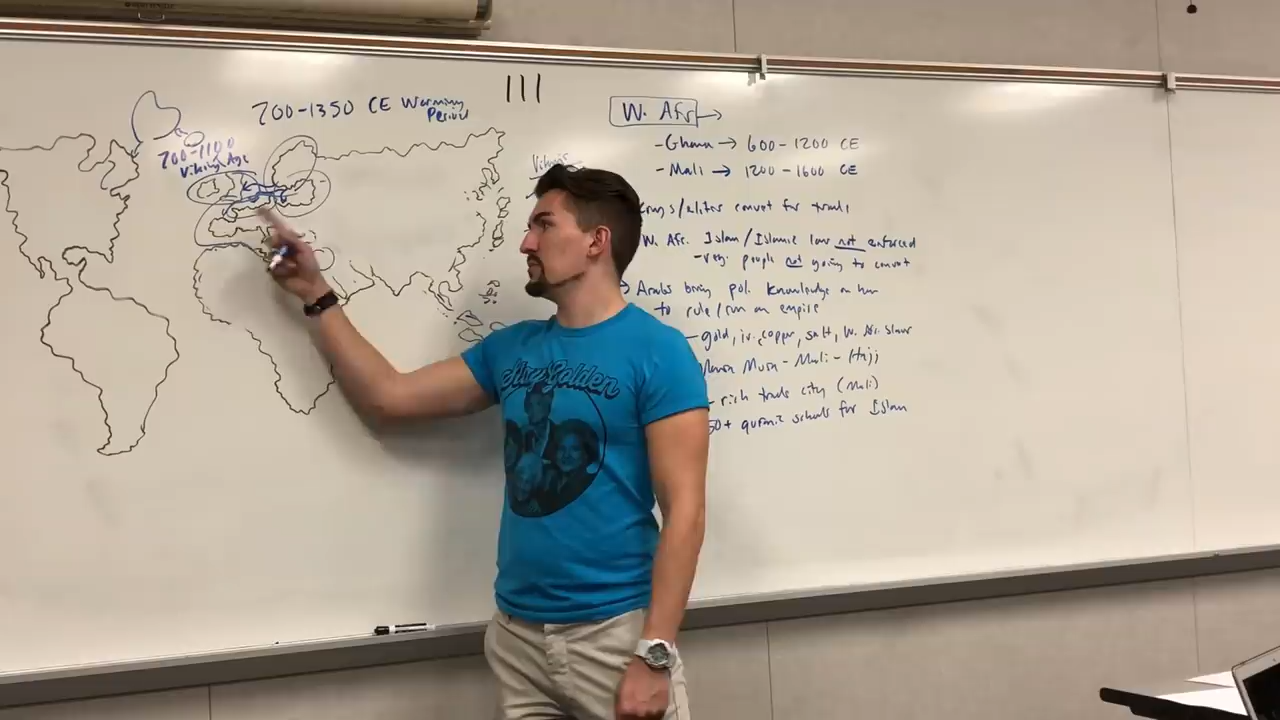 700-1350 CE Warming
Period
700-1100
Viking Age
111
Vikings
W. Afr →
-Ghana → 600-1200 CE
-Mali → 1200-1600 CE
kings/elites convert for trade
W. Afr. Islam/Islamic law not enforced
- reg. people not going to convert
Arabs bring pol. knowledge on how
to rule/run an empire
gold, iv., copper, salt, W. Afr. slaves
Mansa Musa - Mali - Hajj
- rich trade city (Mali)
50+ quranic schools for Islam
Stay Golden